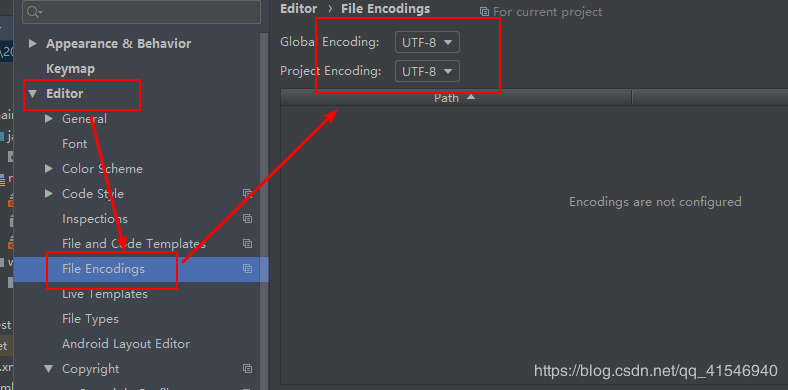 Editor › File Encodings
For current project
Appearance & Behavior
Keymap
Editor
General
Font
Color Scheme
Code Style
Inspections
File and Code Templates
File Encodings
Live Templates
File Types
Android Layout Editor
Copyright
Global Encoding: UTF-8
Project Encoding: UTF-8
Path
Encodings are not configured
https://blog.csdn.net/qq_41546940